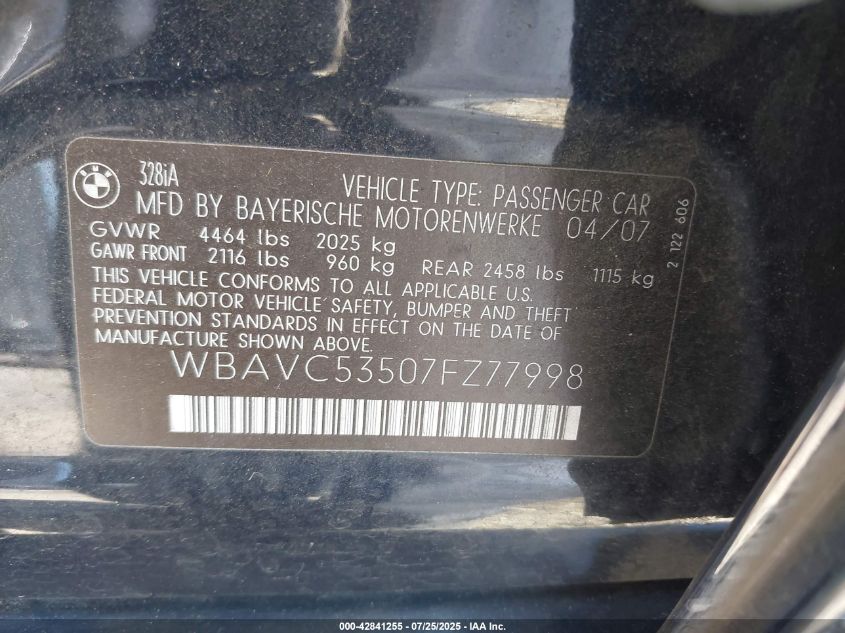 BMW
328iA
VEHICLE TYPE: PASSENGER CAR
MFD BY BAYERISCHE MOTORENWERKE 04/07
GVWR 4464 lbs 2025 kg
GAWR FRONT 2116 lbs 960 kg REAR 2458 lbs 1115 kg
THIS VEHICLE CONFORMS TO ALL APPLICABLE U.S.
FEDERAL MOTOR VEHICLE SAFETY, BUMPER AND THEFT
PREVENTION STANDARDS IN EFFECT ON THE DATE OF
MANUFACTURE SHOWN ABOVE.
WBAVC53507FZ77998
2 122 606
000-42841255 - 07/25/2025 - IAA Inc.